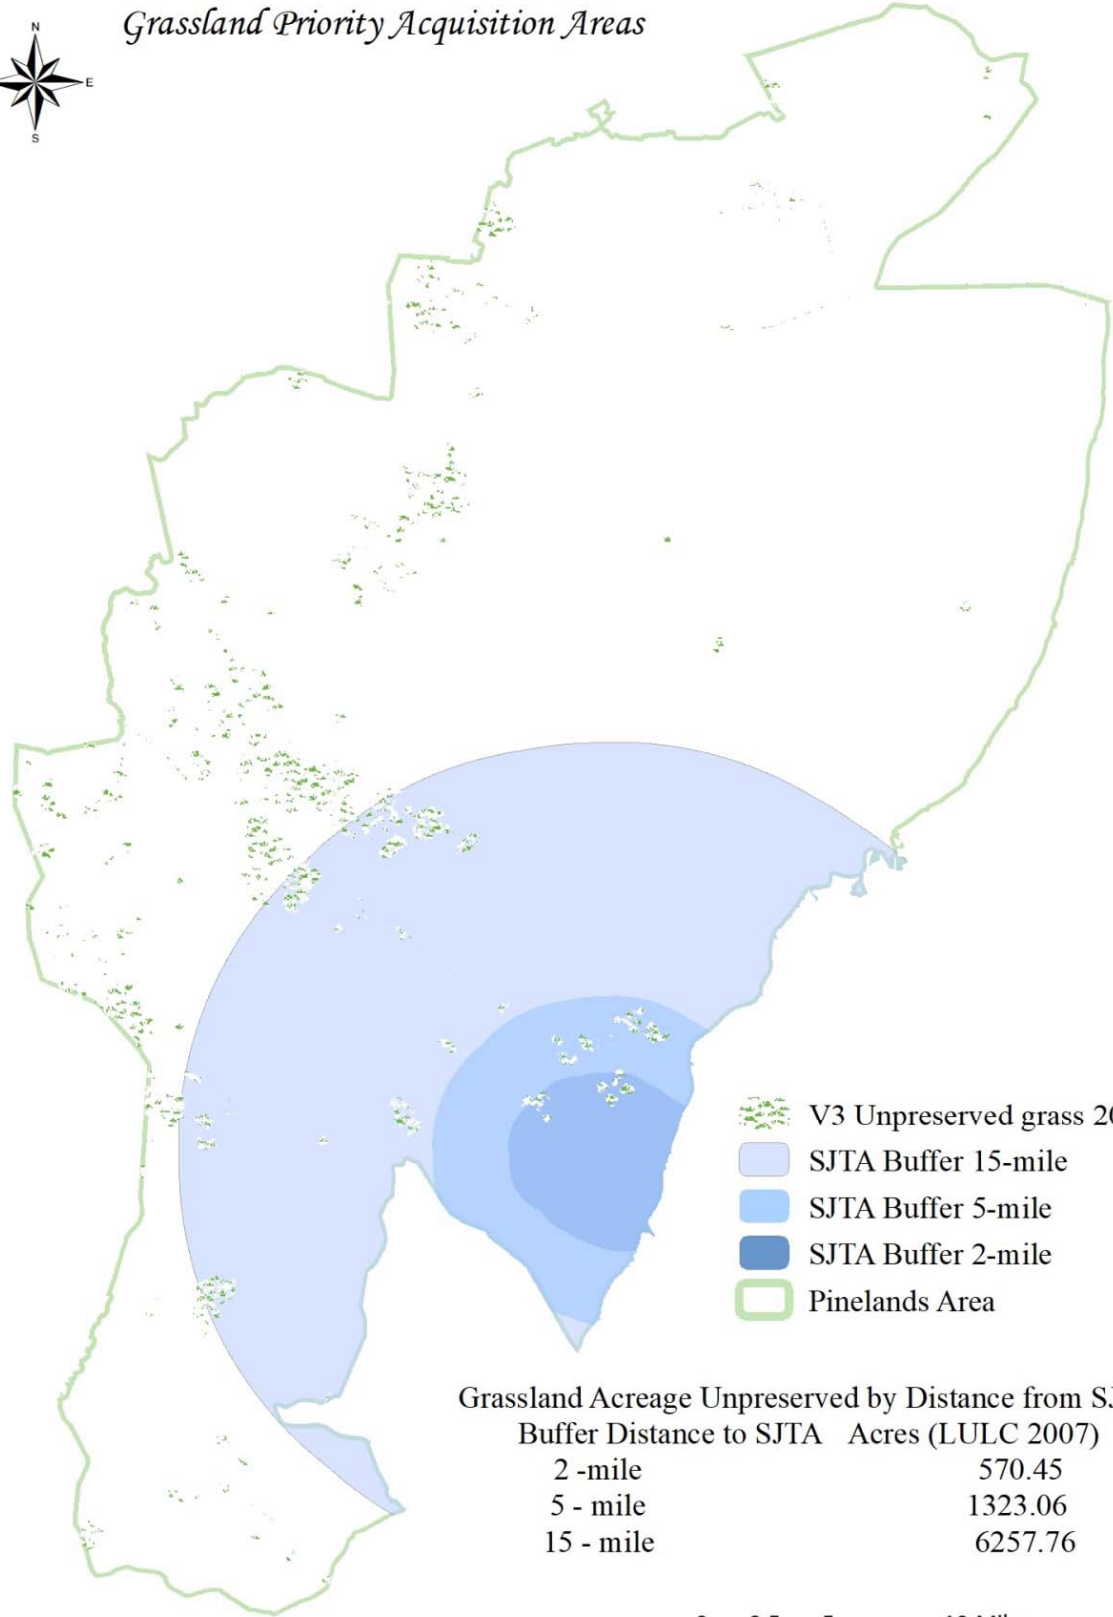 Grassland Priority Acquisition Areas
N
E
S
V3 Unpreserved grass
SJTA Buffer 15-mile
SJTA Buffer 5-mile
SJTA Buffer 2-mile
Pinelands Area
Grassland Acreage Unpreserved by Distance from
Buffer Distance to SJTA Acres (LULC 2007)
2 -mile 570.45
5 - mile 1323.06
15 - mile 6257.76